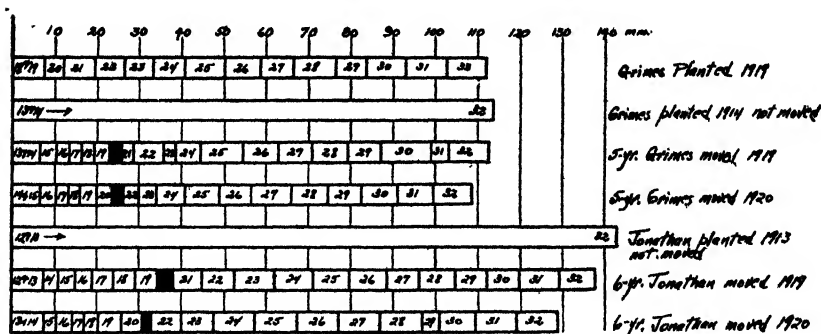 10 20 30 40 50 60 70 80 90 100 110 120 130 140 mm.
20 21 22 23 24 25 26 27 28 29 30 31 32 Grimes Planted 1919
1914 → 32 Grimes planted 1914 not moved
15 16 17 18 19 21 22 23 24 25 26 27 28 29 30 31 32 5-yr. Grimes moved 1919
16 17 18 19 20 22 23 24 25 26 27 28 29 30 31 32 5-yr. Grimes moved 1920
→ 32 Jonathan planted 1913
not moved
14 15 16 17 18 19 21 22 23 24 25 26 27 28 29 30 31 32 6-yr. Jonathan moved 1919
15 16 17 18 19 20 22 23 24 25 26 27 28 29 30 31 32 6-yr. Jonathan moved 1920